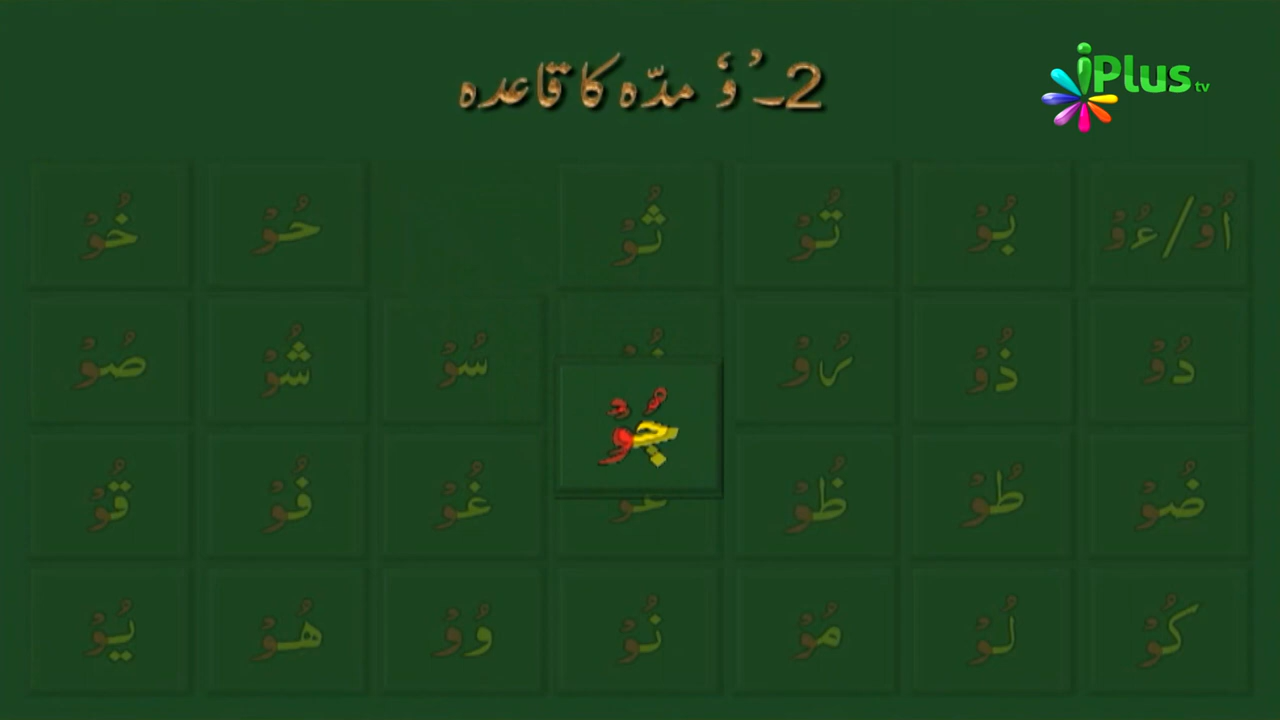 2ـُ وْ مدّہ کا قاعدہ
iPlus tv
اُوْ/ءُوْ بُوْ تُوْ ثُوْ حُوْ خُوْ
دُوْ ذُوْ رُوْ زُوْ سُوْ شُوْ صُوْ
جُوْ
ضُوْ طُوْ ظُوْ عُوْ غُوْ فُوْ قُوْ
کُوْ لُوْ مُوْ نُوْ وُوْ ھُوْ یُوْ